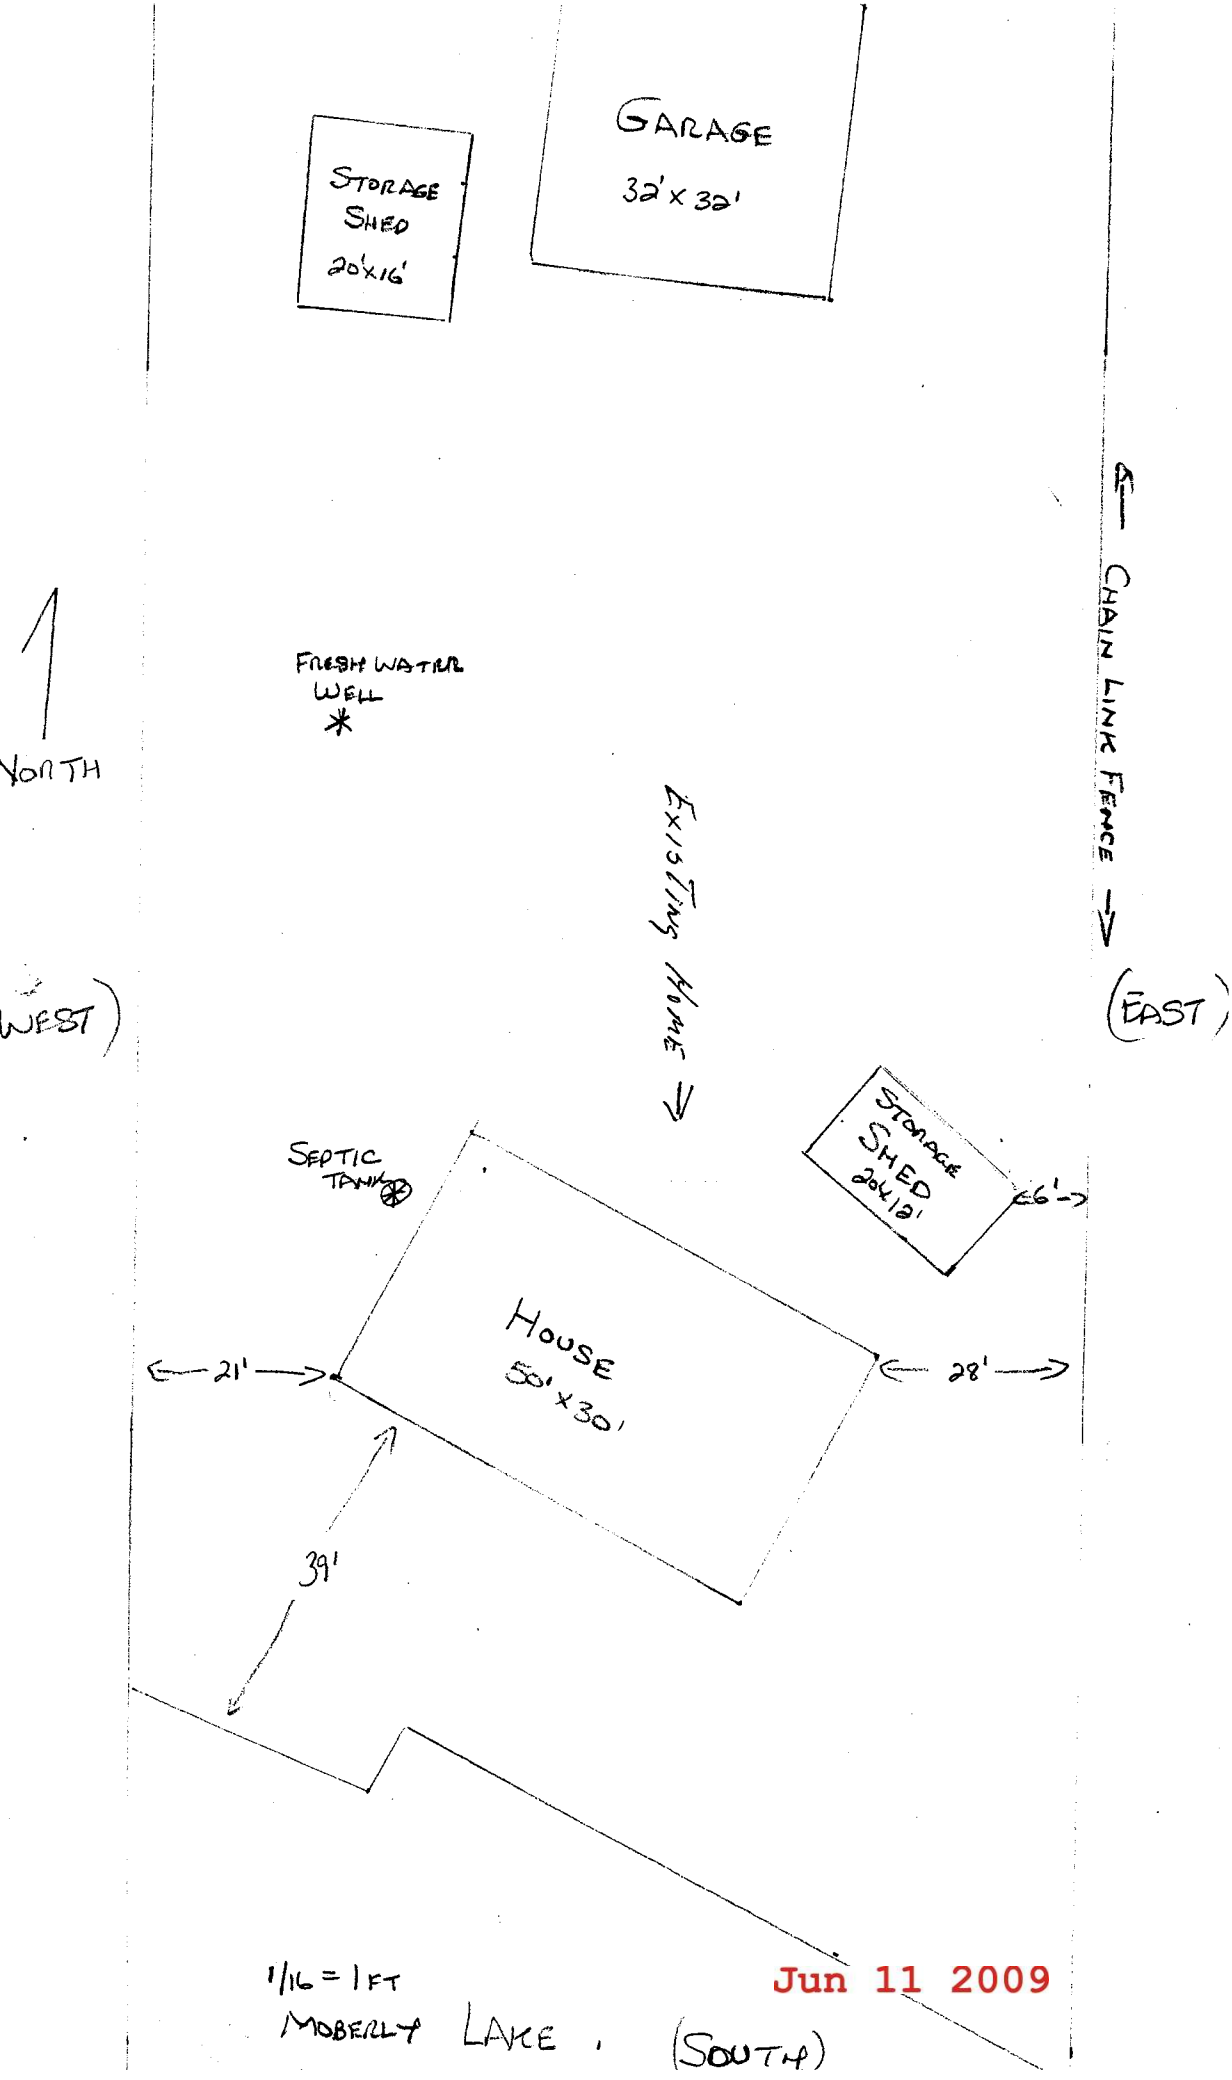 GARAGE
32' x 32'
STORAGE
SHED
20'x16'
CHAIN LINK FENCE
FRESH WATER
WELL
NORTH
EXISTING HOME
WEST)
(EAST)
STORAGE
SHED
20'x12'
6'
SEPTIC
TANK
HOUSE
50' x 30'
21'
28'
39'
1/16 = 1 FT
Jun 11 2009
MOBERLY LAKE.
(SOUTH)